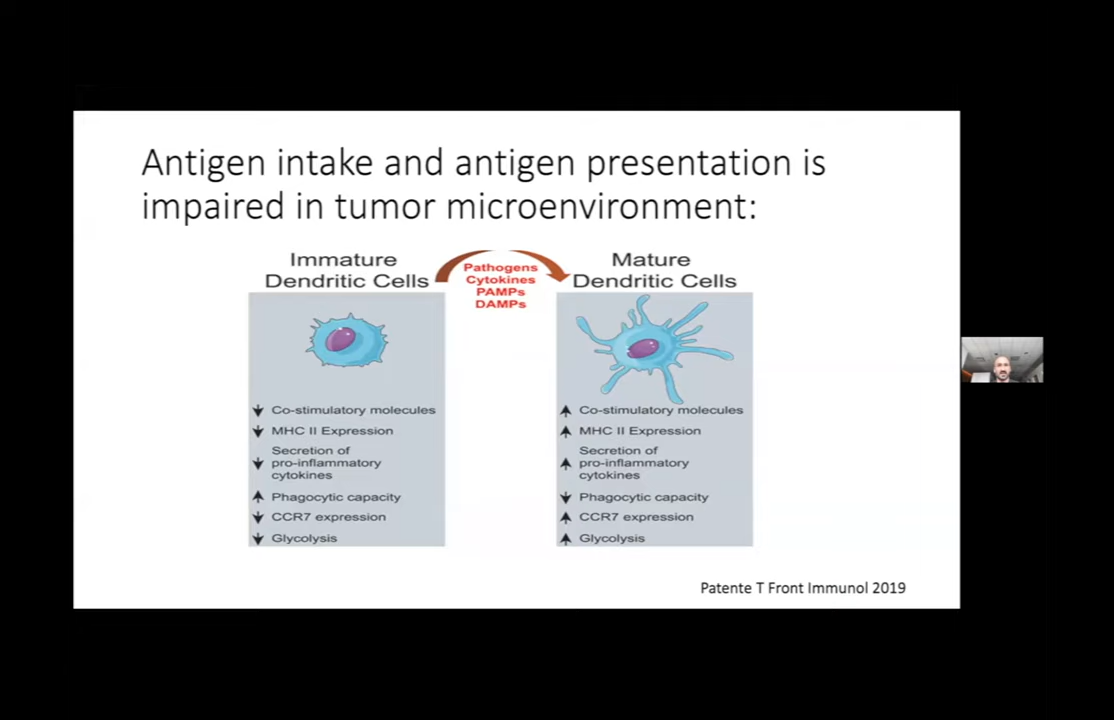 Antigen intake and antigen presentation is
impaired in tumor microenvironment:
Immature
Dendritic Cells
Pathogens
Cytokines
PAMPs
DAMPs
Mature
Dendritic Cells
Co-stimulatory molecules
MHC II Expression
Secretion of
pro-inflammatory
cytokines
Phagocytic capacity
CCR7 expression
Glycolysis
Co-stimulatory molecules
MHC II Expression
Secretion of
pro-inflammatory
cytokines
Phagocytic capacity
CCR7 expression
Glycolysis
Patente T Front Immunol 2019